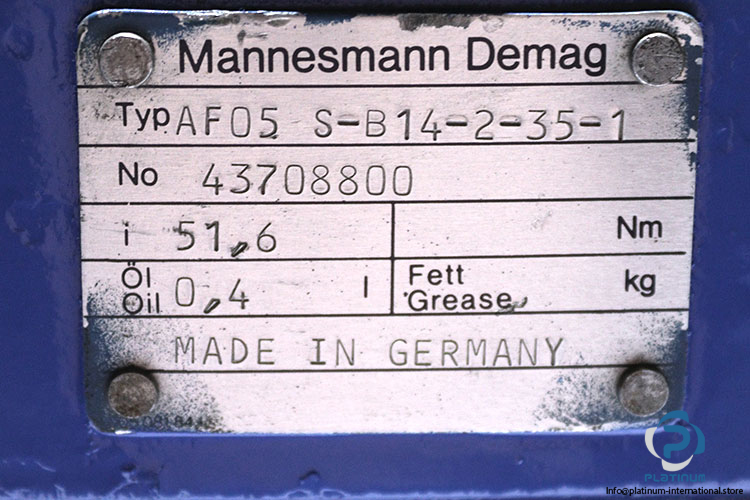 Mannesmann Demag
Typ AF05 S-B14-2-35-1
No 43708800
i 51,6 Nm
Öl
Oil 0,4 l Fett
Grease kg
MADE IN GERMANY
PLATINUM
Info@platinum-international.store